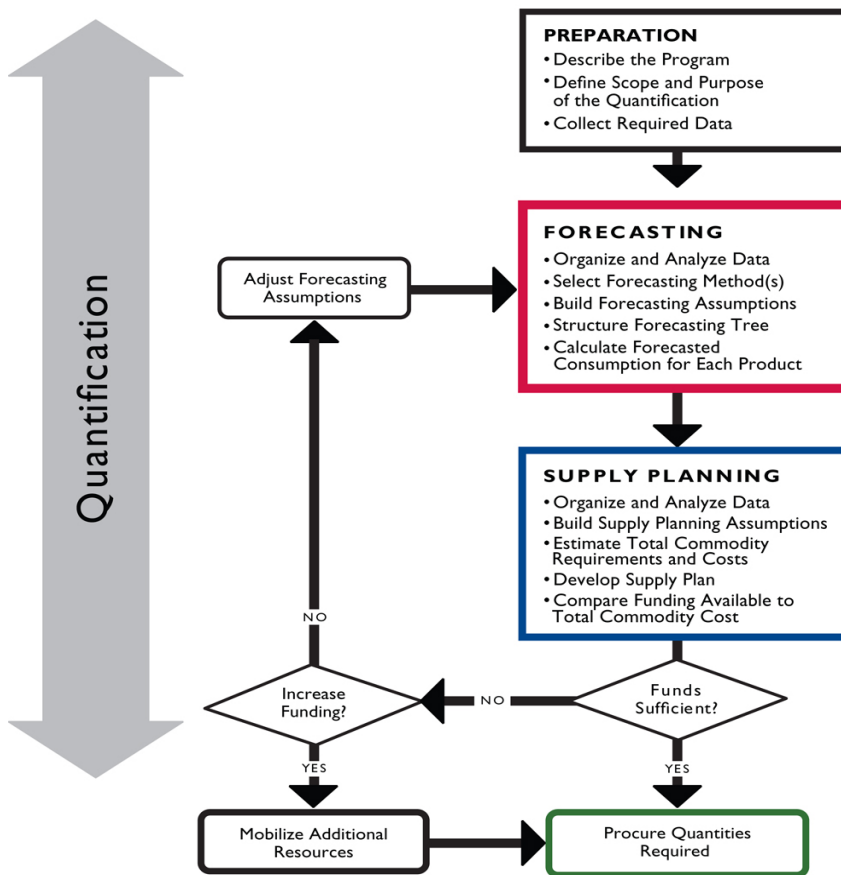 PREPARATION
• Describe the Program
• Define Scope and Purpose
of the Quantification
• Collect Required Data
FORECASTING
• Organize and Analyze Data
• Select Forecasting Method(s)
• Build Forecasting Assumptions
• Structure Forecasting Tree
• Calculate Forecasted
Consumption for Each Product
Adjust Forecasting
Assumptions
Quantification
SUPPLY PLANNING
• Organize and Analyze Data
• Build Supply Planning Assumptions
• Estimate Total Commodity
Requirements and Costs
• Develop Supply Plan
• Compare Funding Available to
Total Commodity Cost
NO
Increase
Funding?
NO
Funds
Sufficient?
YES
YES
Mobilize Additional
Resources
Procure Quantities
Required